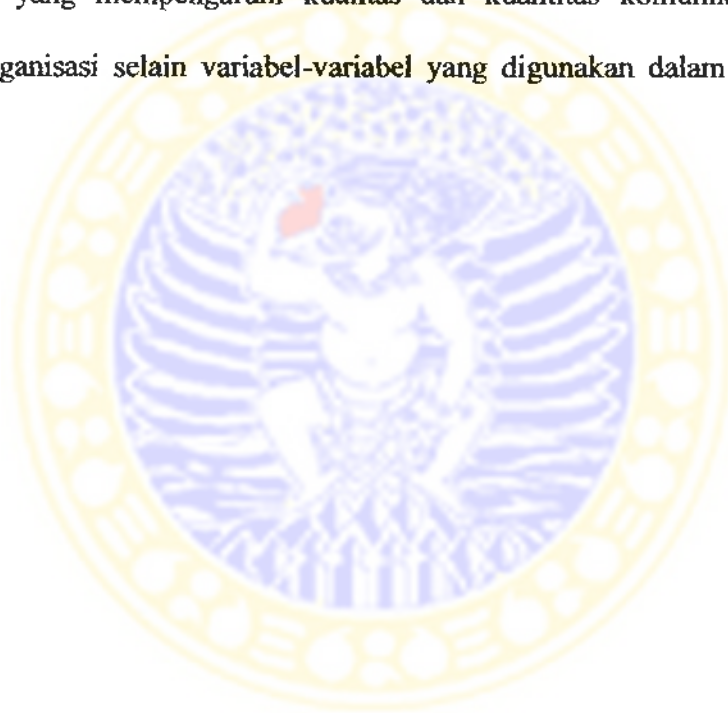 yang mempengaruhi kualitas dan kuantitas
ganisasi selain variabel-variabel yang digunakan dalam